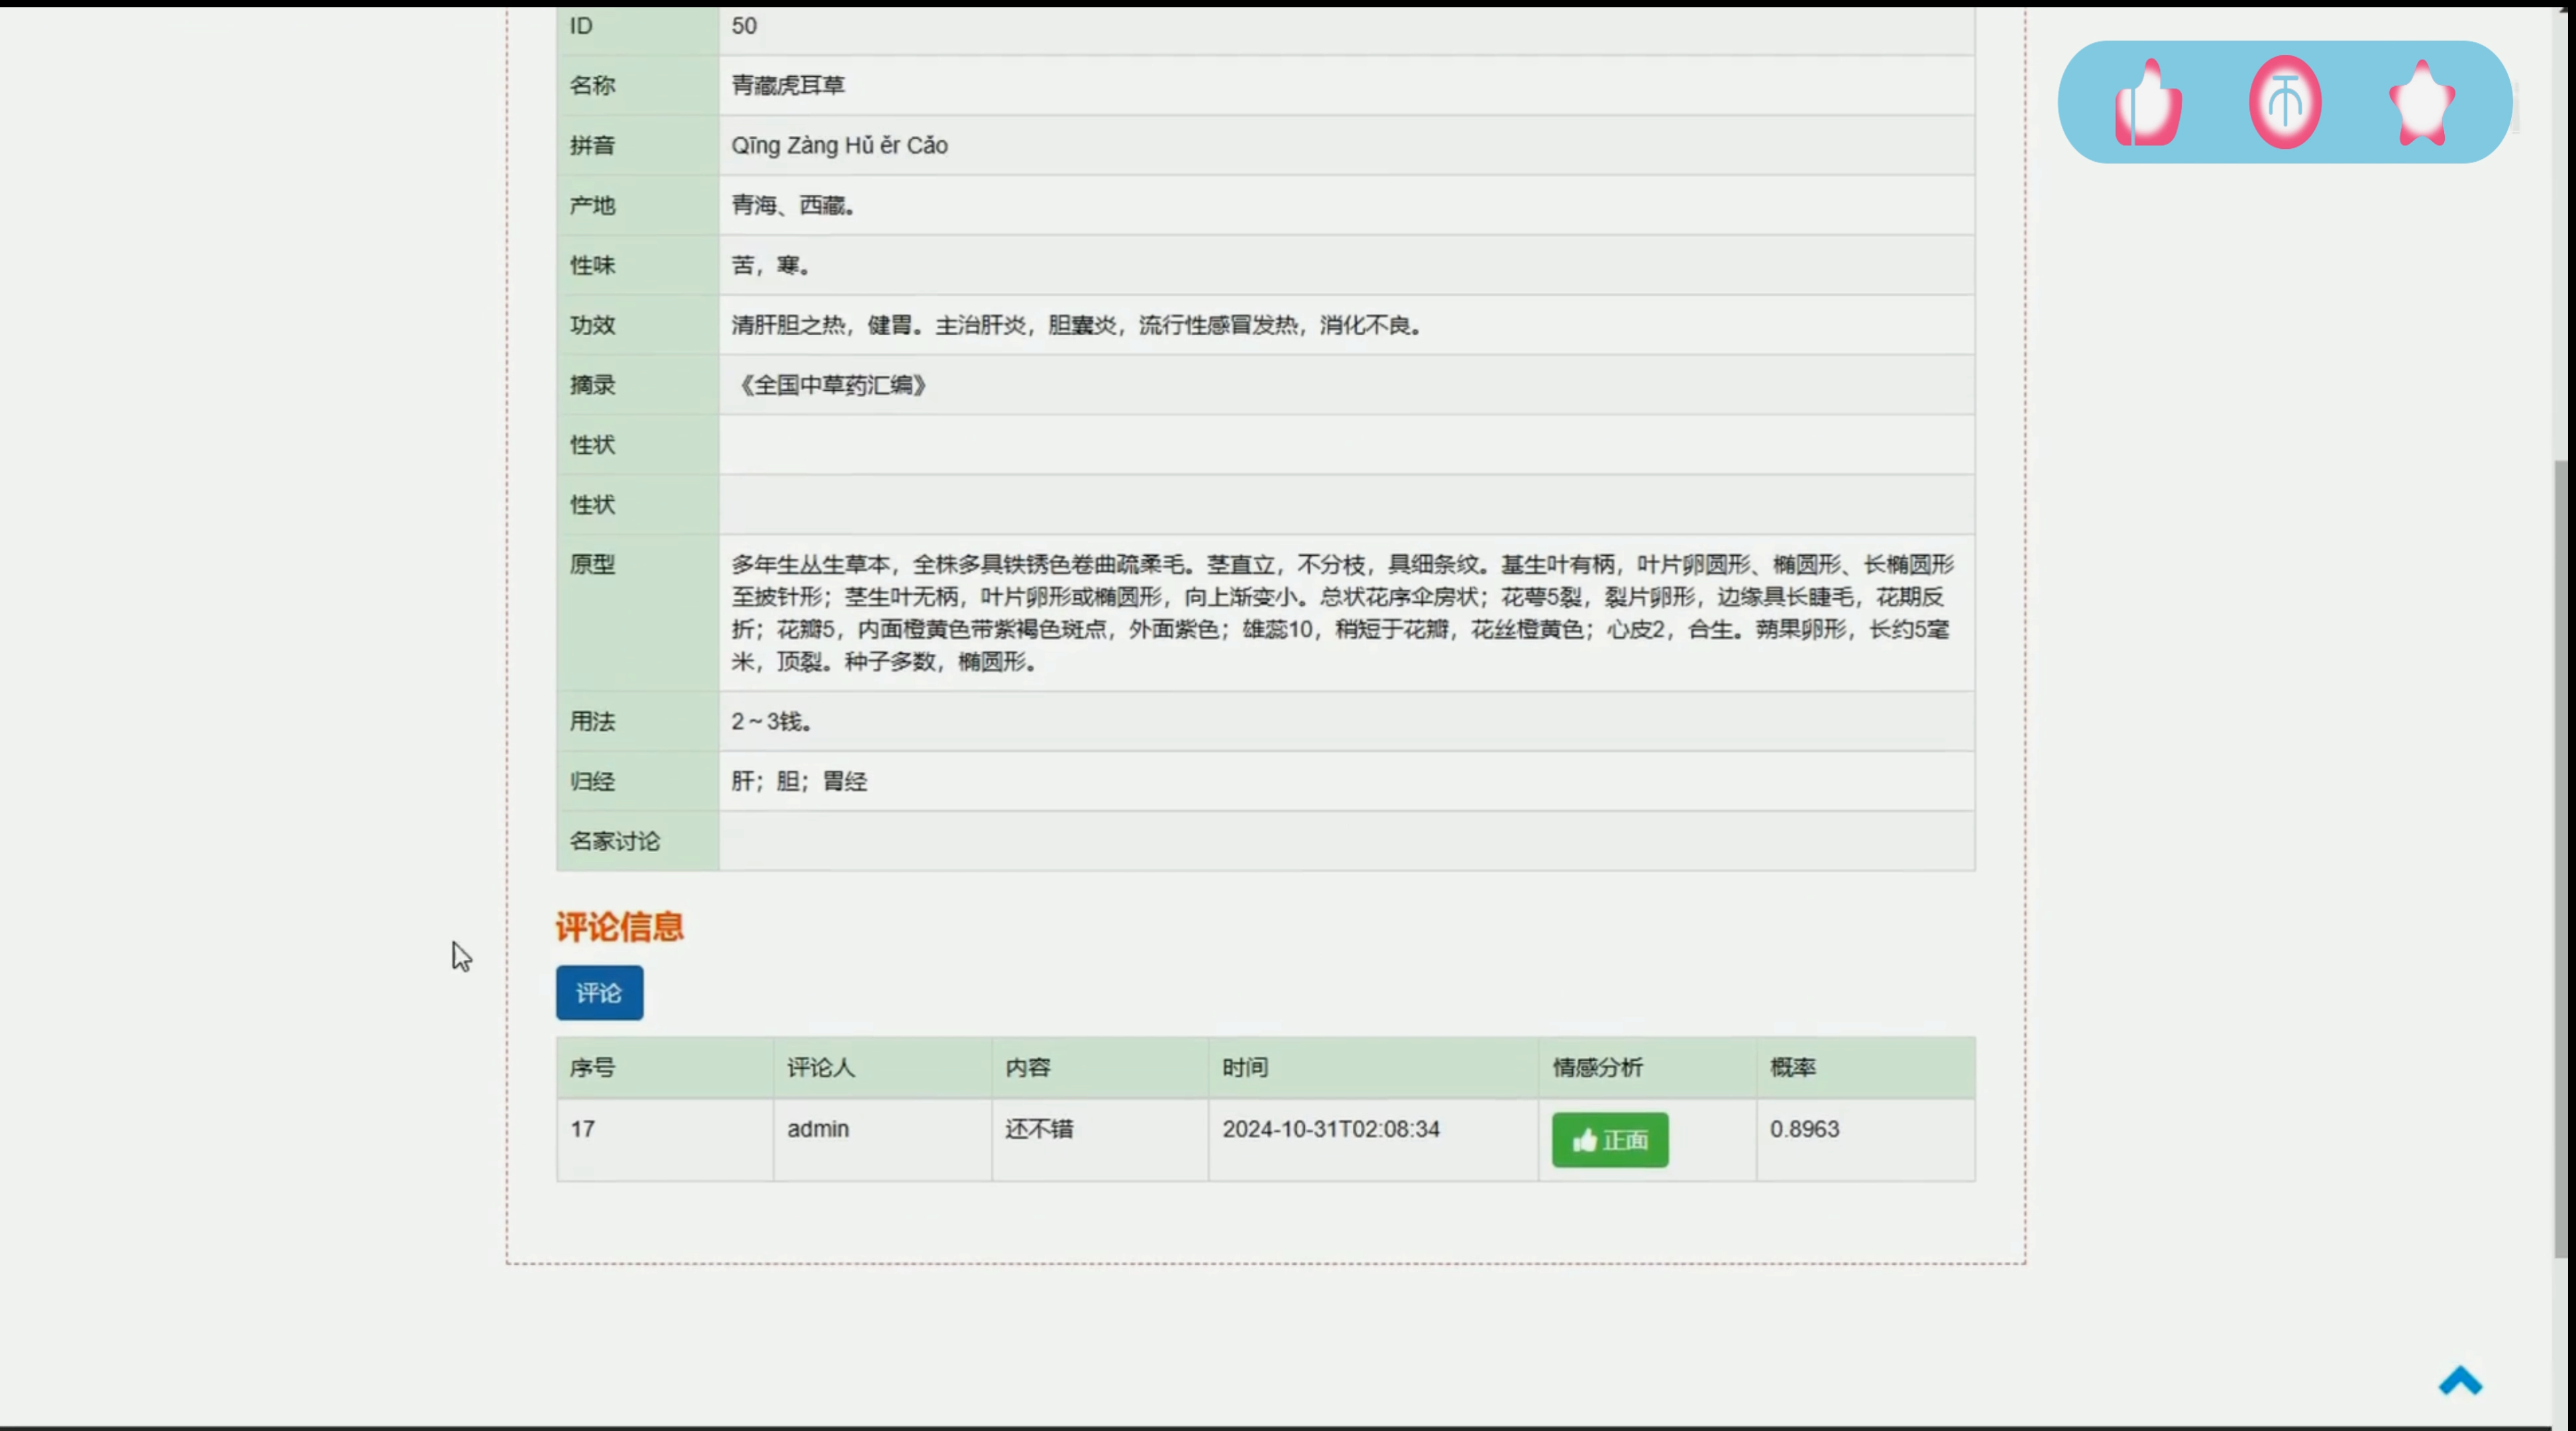 ID 50
名称 青藏虎耳草
拼音 Qīng Zàng Hǔ ěr Cǎo
产地 青海、西藏。
性味 苦，寒。
功效 清肝胆之热，健胃。主治肝炎，胆囊炎，流行性感冒发热，消化不良。
摘录 《全国中草药汇编》
性状
性状
原型 多年生丛生草本，全株多具铁锈色卷曲疏柔毛。茎直立，不分枝，具细条纹。基生叶有柄，叶片卵圆形、椭圆形、长椭圆形
至披针形；茎生叶无柄，叶片卵形或椭圆形，向上渐变小。总状花序伞房状；花萼5裂，裂片卵形，边缘具长睫毛，花期反
折；花瓣5，内面橙黄色带紫褐色斑点，外面紫色；雄蕊10，稍短于花瓣，花丝橙黄色；心皮2，合生。蒴果卵形，长约5毫
米，顶裂。种子多数，椭圆形。
用法 2～3钱。
归经 肝；胆；胃经
名家讨论
评论信息
评论
序号 评论人 内容 时间 情感分析 概率
17 admin 还不错 2024-10-31T02:08:34 正面 0.8963